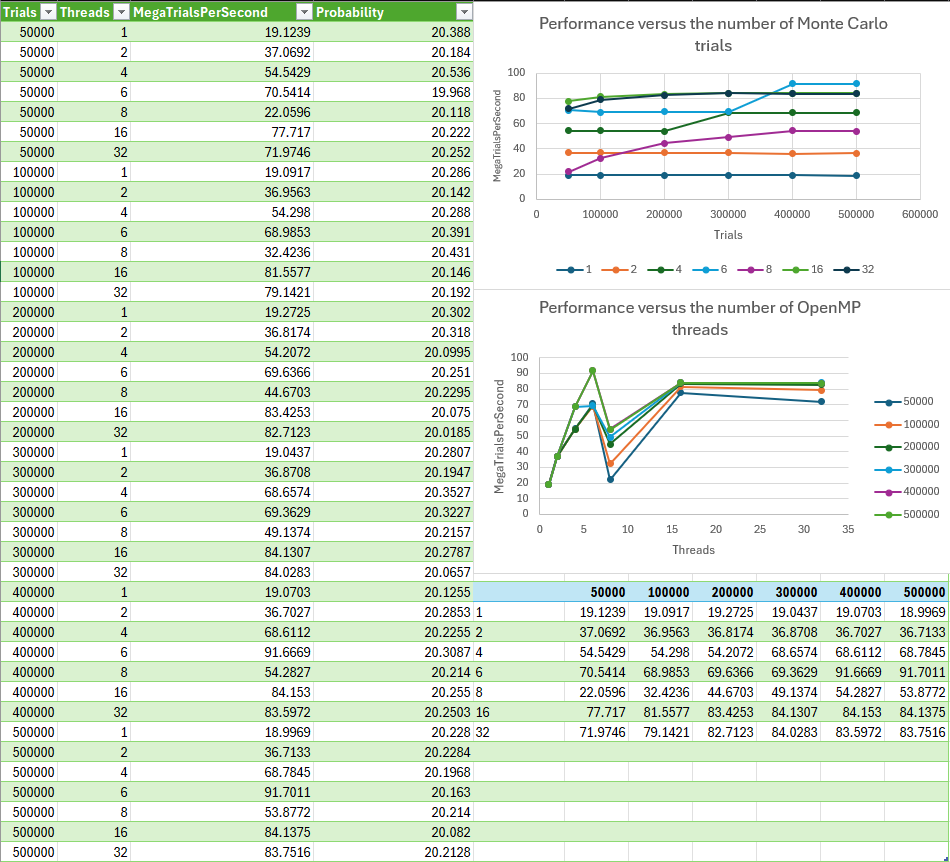 Trials Threads MegaTrialsPerSecond Probability
50000 1 19.1239 20.388
50000 2 37.0692 20.184
50000 4 54.5429 20.536
50000 6 70.5414 19.968
50000 8 22.0596 20.118
50000 16 77.717 20.222
50000 32 71.9746 20.252
100000 1 19.0917 20.286
100000 2 36.9563 20.142
100000 4 54.298 20.288
100000 6 68.9853 20.391
100000 8 32.4236 20.431
100000 16 81.5577 20.146
100000 32 79.1421 20.192
200000 1 19.2725 20.302
200000 2 36.8174 20.318
200000 4 54.2072 20.0995
200000 6 69.6366 20.251
200000 8 44.6703 20.2295
200000 16 83.4253 20.075
200000 32 82.7123 20.0185
300000 1 19.0437 20.2807
300000 2 36.8708 20.1947
300000 4 68.6574 20.3527
300000 6 69.3629 20.3227
300000 8 49.1374 20.2157
300000 16 84.1307 20.2787
300000 32 84.0283 20.0657
400000 1 19.0703 20.1255
400000 2 36.7027 20.2853
400000 4 68.6112 20.2255
400000 6 91.6669 20.3087
400000 8 54.2827 20.214
400000 16 84.153 20.255
400000 32 83.5972 20.2503
500000 1 18.9969 20.228
500000 2 36.7133 20.2284
500000 4 68.7845 20.1968
500000 6 91.7011 20.163
500000 8 53.8772 20.214
500000 16 84.1375 20.082
500000 32 83.7516 20.2128
Performance versus the number of Monte Carlo
trials
MegaTrialsPerSecond
100
80
60
40
20
0
0 100000 200000 300000 400000 500000 600000
Trials
1 2 4 6 8 16 32
Performance versus the number of OpenMP
threads
MegaTrialsPerSecond
100
90
80
70
60
50
40
30
20
10
0
0 5 10 15 20 25 30 35
Threads
50000
100000
200000
300000
400000
500000
50000 100000 200000 300000 400000 500000
1 19.1239 19.0917 19.2725 19.0437 19.0703 18.9969
2 37.0692 36.9563 36.8174 36.8708 36.7027 36.7133
4 54.5429 54.298 54.2072 68.6574 68.6112 68.7845
6 70.5414 68.9853 69.6366 69.3629 91.6669 91.7011
8 22.0596 32.4236 44.6703 49.1374 54.2827 53.8772
16 77.717 81.5577 83.4253 84.1307 84.153 84.1375
32 71.9746 79.1421 82.7123 84.0283 83.5972 83.7516